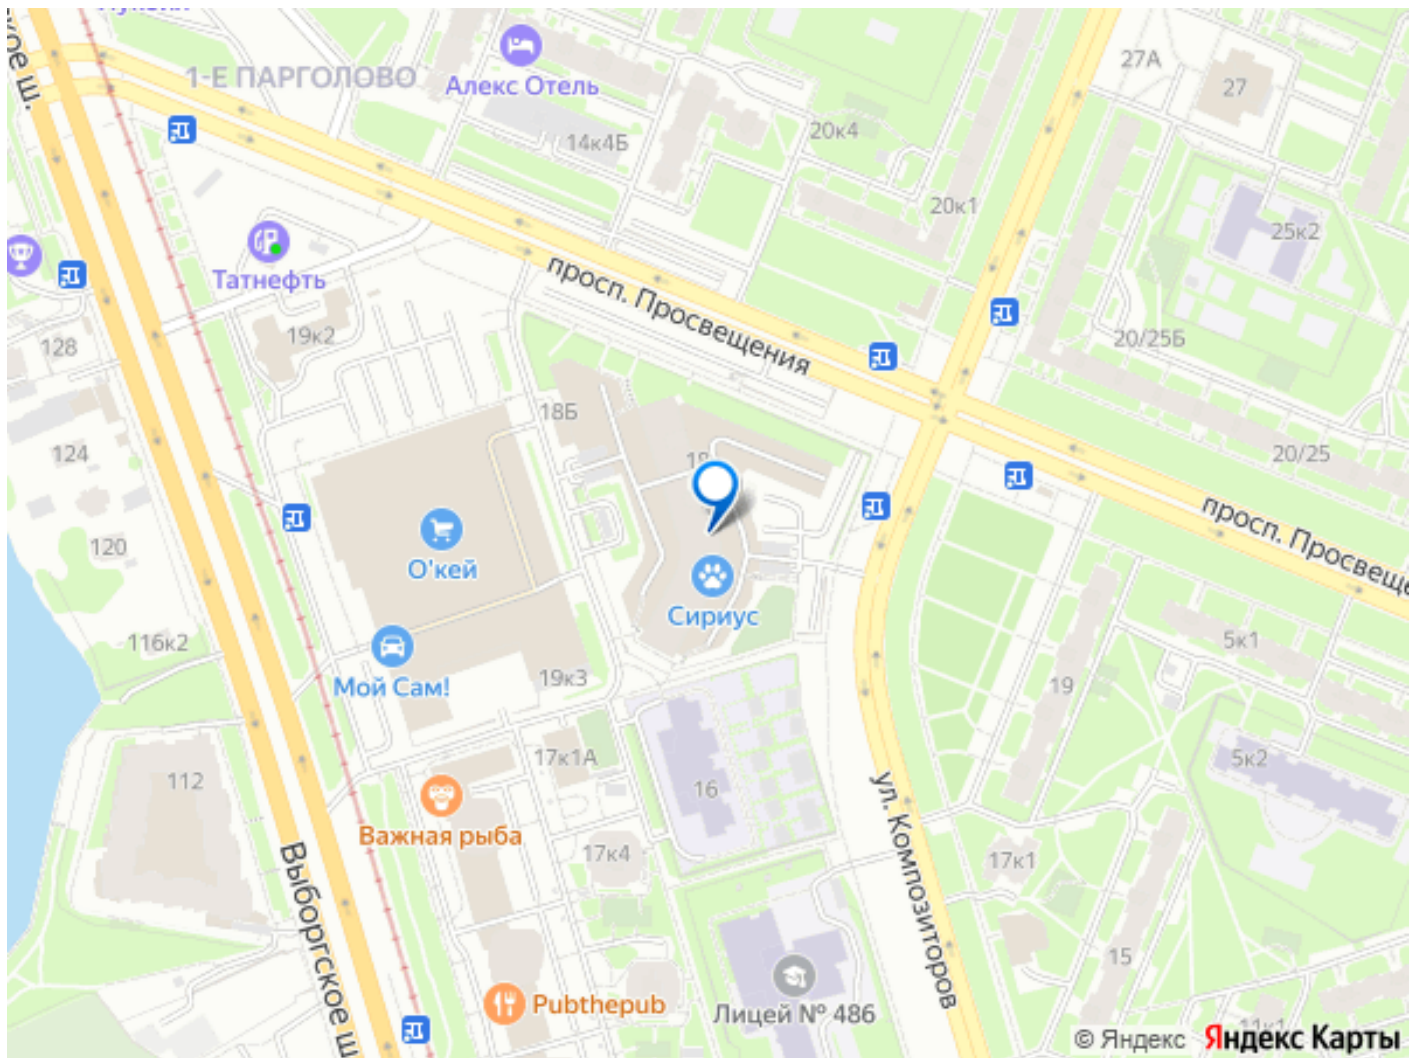 1-Е ПАРГОЛОВО
Алекс Отель
27А
27
14к4Б
20к4
20к1
25к2
Татнефть
просп. Просвещения
19к2
128
20/25Б
18Б
124
20/25
просп. Просвеще
120
О'кей
Сириус
116к2
5к1
Мой Сам!
19к3
19
112
17к1А
16
5к2
ул. Композиторов
Важная рыба
17к4
17к1
Выборгское ш
15
Pubthepub
Лицей № 486
© Яндекс Яндекс Карты